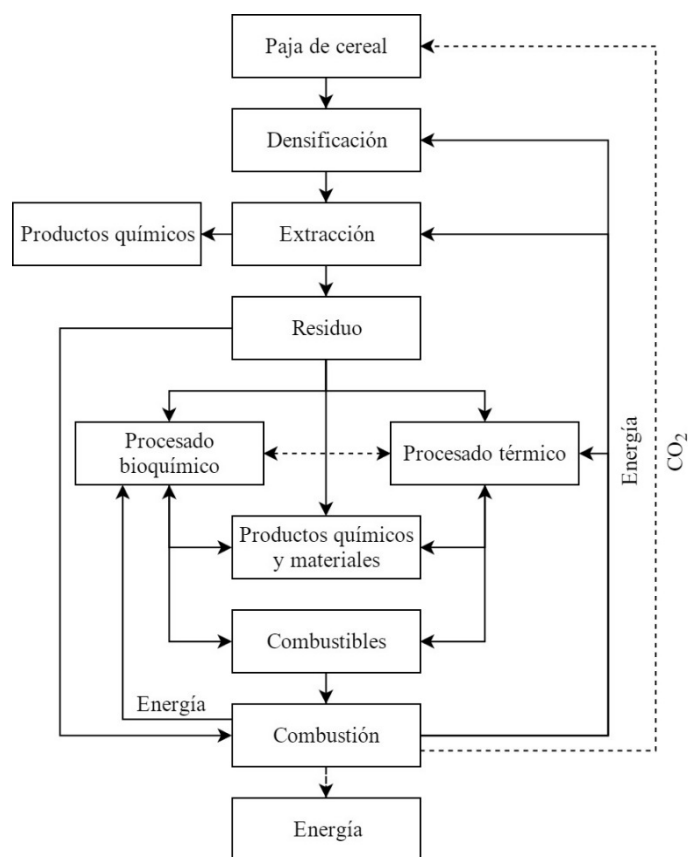 Paja de cereal
Densificación
Productos químicos
Extracción
Residuo
Procesado
bioquímico
Procesado térmico
Energía
CO₂
Productos químicos
y materiales
Combustibles
Energía
Combustión
Energía